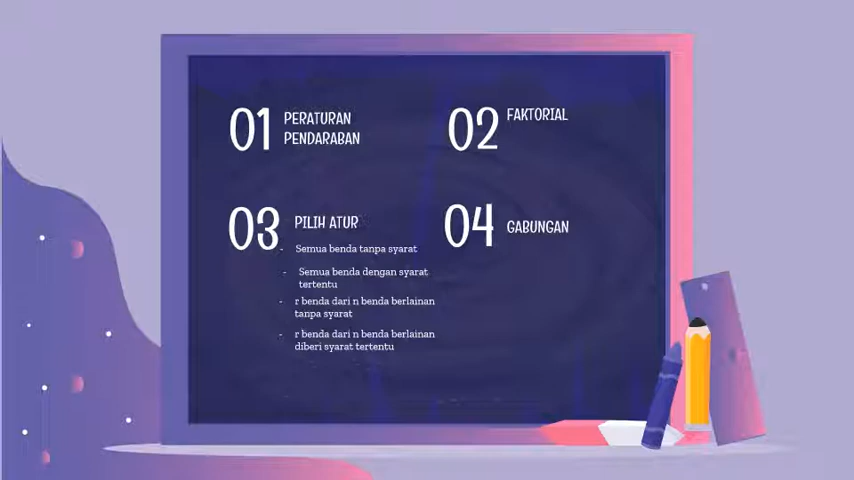 01 PERATURAN
PENDARABAN
02 FAKTORIAL
03 PILIH ATUR
- Semua benda tanpa syarat
- Semua benda dengan syarat
tertentu
- r benda dari n benda berlainan
tanpa syarat
- r benda dari n benda berlainan
diberi syarat tertentu
04 GABUNGAN